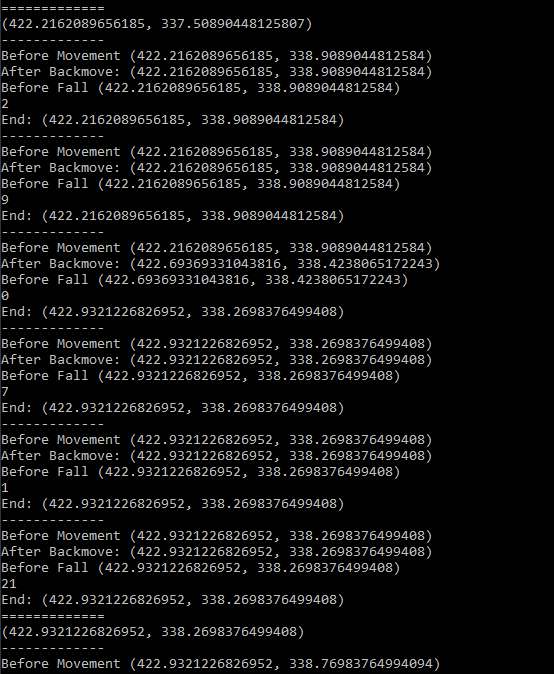 =============
(422.2162089656185, 337.50890448125807)
-------------
Before Movement (422.2162089656185, 338.9089044812584)
After Backmove: (422.2162089656185, 338.9089044812584)
Before Fall (422.2162089656185, 338.9089044812584)
2
End: (422.2162089656185, 338.9089044812584)
-------------
Before Movement (422.2162089656185, 338.9089044812584)
After Backmove: (422.2162089656185, 338.9089044812584)
Before Fall (422.2162089656185, 338.9089044812584)
9
End: (422.2162089656185, 338.9089044812584)
-------------
Before Movement (422.2162089656185, 338.9089044812584)
After Backmove: (422.69369331043816, 338.4238065172243)
Before Fall (422.69369331043816, 338.4238065172243)
0
End: (422.9321226826952, 338.2698376499408)
-------------
Before Movement (422.9321226826952, 338.2698376499408)
After Backmove: (422.9321226826952, 338.2698376499408)
Before Fall (422.9321226826952, 338.2698376499408)
7
End: (422.9321226826952, 338.2698376499408)
-------------
Before Movement (422.9321226826952, 338.2698376499408)
After Backmove: (422.9321226826952, 338.2698376499408)
Before Fall (422.9321226826952, 338.2698376499408)
1
End: (422.9321226826952, 338.2698376499408)
-------------
Before Movement (422.9321226826952, 338.2698376499408)
After Backmove: (422.9321226826952, 338.2698376499408)
Before Fall (422.9321226826952, 338.2698376499408)
21
End: (422.9321226826952, 338.2698376499408)
=============
(422.9321226826952, 338.2698376499408)
-------------
Before Movement (422.9321226826952, 338.76983764994094)